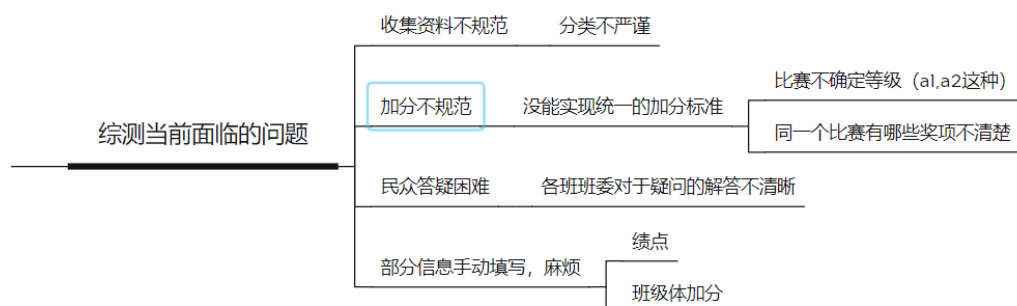 综测当前面临的问题
收集资料不规范
分类不严谨
加分不规范
没能实现统一的加分标准
比赛不确定等级（a1,a2这种）
同一个比赛有哪些奖项不清楚
民众答疑困难
各班班委对于疑问的解答不清晰
部分信息手动填写，麻烦
绩点
班级体加分